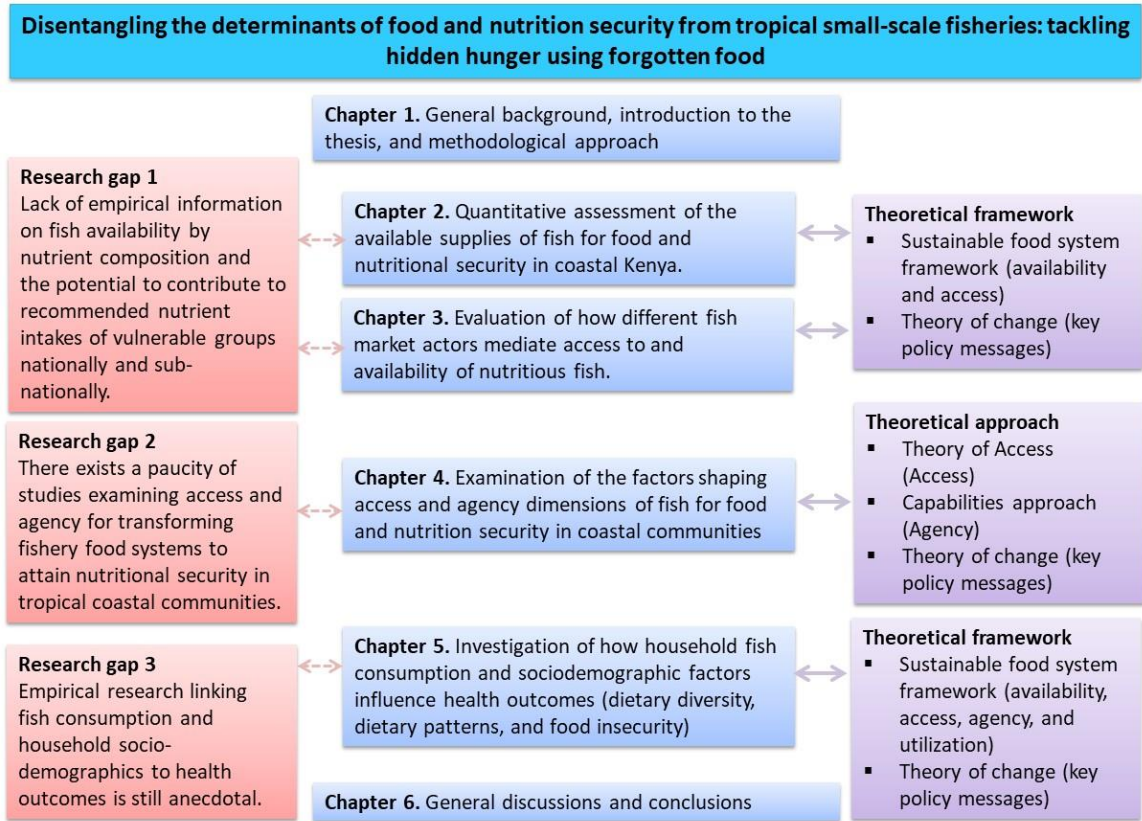 Disentangling the determinants of food and nutrition security from tropical small-scale fisheries: tackling
hidden hunger using forgotten food
Chapter 1. General background, introduction to the
thesis, and methodological approach
Research gap 1
Lack of empirical information
on fish availability by
nutrient composition and
the potential to contribute to
recommended nutrient
intakes of vulnerable groups
nationally and sub-
nationally.
Chapter 2. Quantitative assessment of the
available supplies of fish for food and
nutritional security in coastal Kenya.
Chapter 3. Evaluation of how different fish
market actors mediate access to and
availability of nutritious fish.
Theoretical framework
▪ Sustainable food system
framework (availability
and access)
▪ Theory of change (key
policy messages)
Research gap 2
There exists a paucity of
studies examining access and
agency for transforming
fishery food systems to
attain nutritional security in
tropical coastal communities.
Chapter 4. Examination of the factors shaping
access and agency dimensions of fish for food
and nutrition security in coastal communities
Theoretical approach
▪ Theory of Access
(Access)
▪ Capabilities approach
(Agency)
▪ Theory of change (key
policy messages)
Research gap 3
Empirical research linking
fish consumption and
household socio-
demographics to health
outcomes is still anecdotal.
Chapter 5. Investigation of how household fish
consumption and sociodemographic factors
influence health outcomes (dietary diversity,
dietary patterns, and food insecurity)
Theoretical framework
▪ Sustainable food system
framework (availability,
access, agency, and
utilization)
▪ Theory of change (key
policy messages)
Chapter 6. General discussions and conclusions